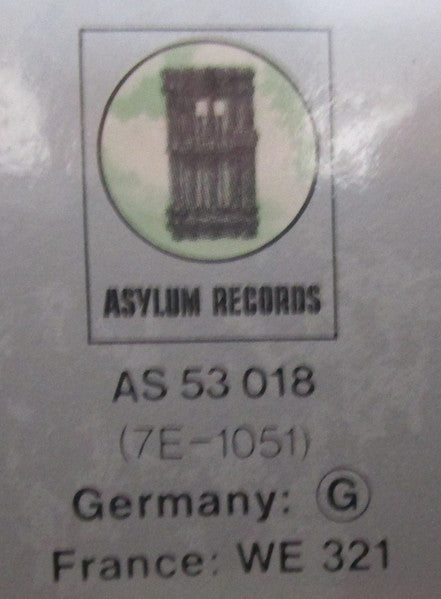 ASYLUM RECORDS
AS 53 018
(7E-1051)
Germany: G
France: WE 321